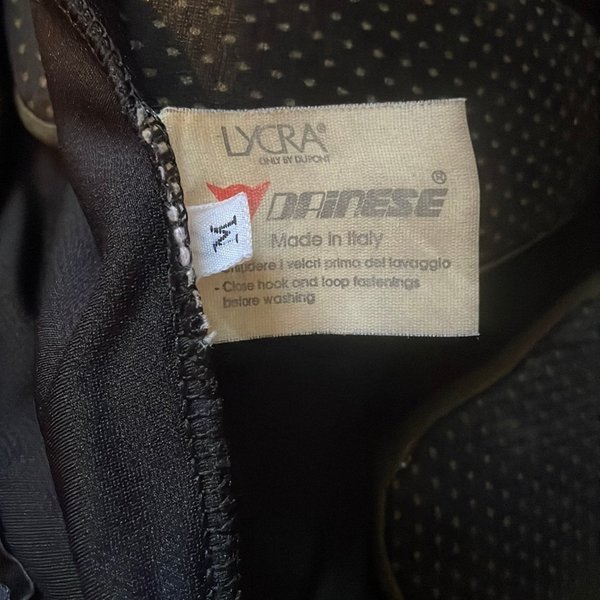 LYCRA®
ONLY BY DUPONT
DAINESE®
M
Made in Italy
Chiudere i velcri prima del lavaggio
- Close hook and loop fastenings
before washing